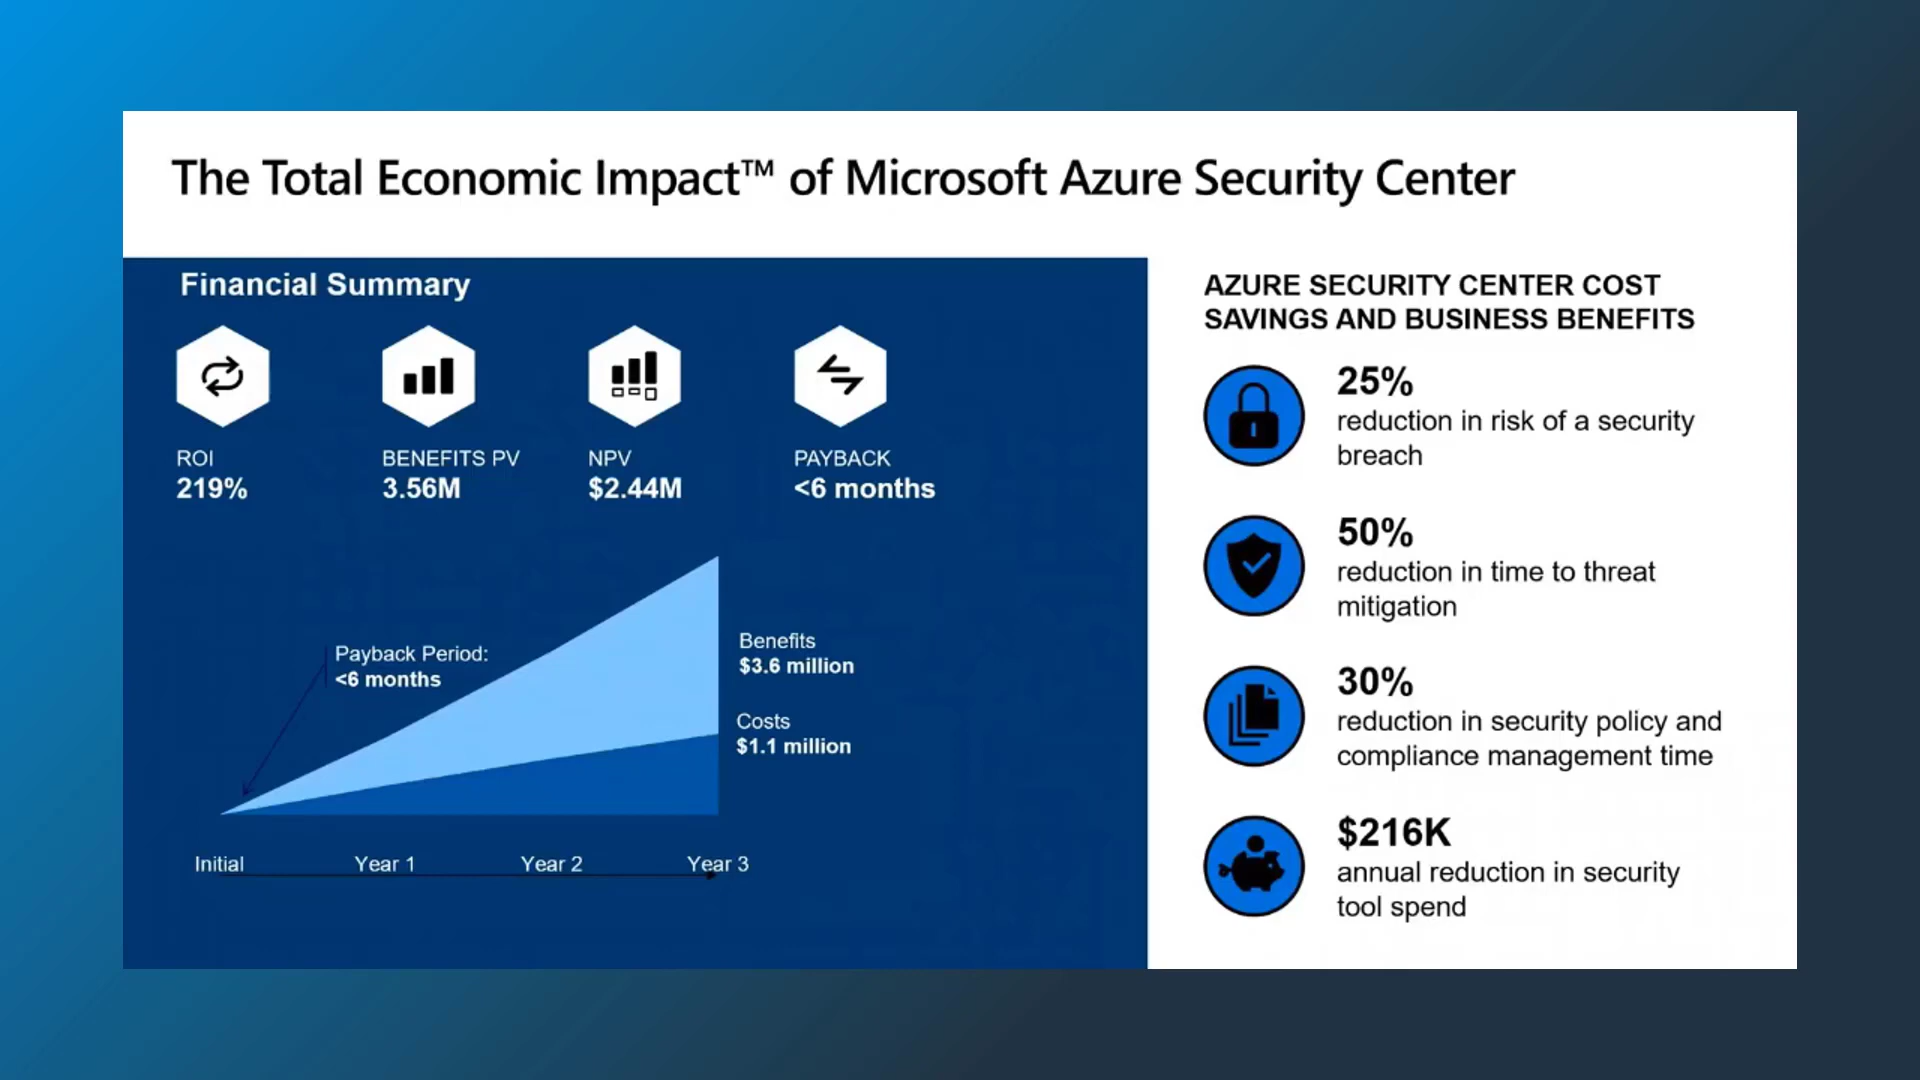 The Total Economic Impact™ of Microsoft Azure Security Center
Financial Summary
ROI
219%
BENEFITS PV
3.56M
NPV
$2.44M
PAYBACK
<6 months
Payback Period:
<6 months
Benefits
$3.6 million
Costs
$1.1 million
Initial
Year 1
Year 2
Year 3
AZURE SECURITY CENTER COST
SAVINGS AND BUSINESS BENEFITS
25%
reduction in risk of a security
breach
50%
reduction in time to threat
mitigation
30%
reduction in security policy and
compliance management time
$216K
annual reduction in security
tool spend